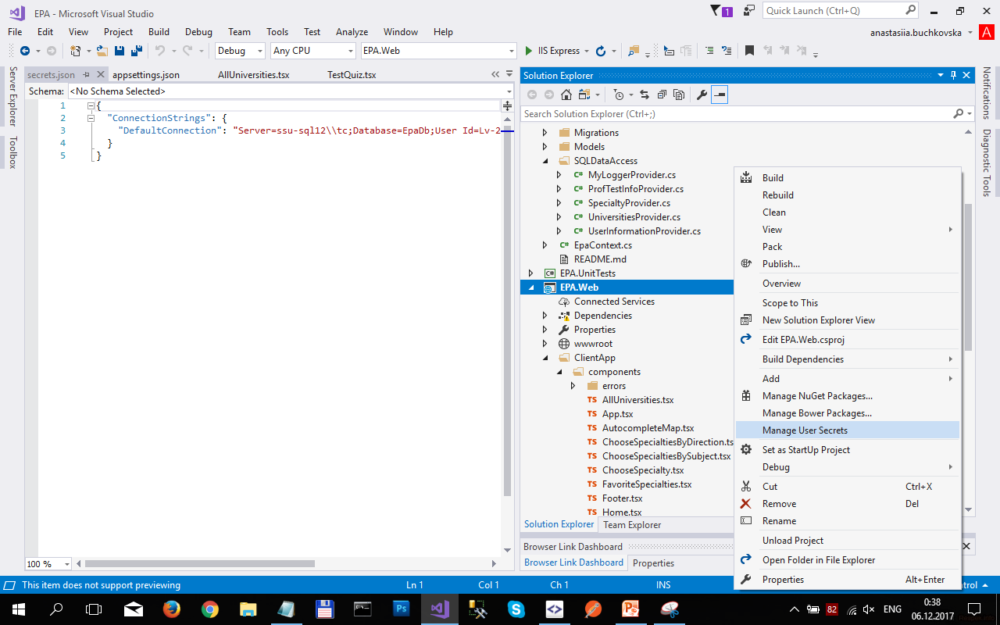 EPA - Microsoft Visual Studio
1
Quick Launch (Ctrl+Q)
File Edit View Project Build Debug Team Tools Test Analyze Window Help
anastasiia.buchkovska
A
Debug Any CPU EPA.Web IIS Express
Server Explorer
Toolbox
secrets.json appsettings.json AllUniversities.tsx TestQuiz.tsx
Schema: <No Schema Selected>
1 {
2 "ConnectionStrings": {
3 "DefaultConnection": "Server=ssu-sql12\\tc;Database=EpaDb;User Id=Lv-2
4 }
5 }
100 %
Solution Explorer
Search Solution Explorer (Ctrl+;)
Migrations
Models
SQLDataAccess
C# MyLoggerProvider.cs
C# ProfTestInfoProvider.cs
C# SpecialtyProvider.cs
C# UniversitiesProvider.cs
C# UserInformationProvider.cs
C# EpaContext.cs
README.md
C# EPA.UnitTests
EPA.Web
Connected Services
Dependencies
Properties
wwwroot
ClientApp
components
errors
TS AllUniversities.tsx
TS App.tsx
TS AutocompleteMap.tsx
TS ChooseSpecialtiesByDirection.ts
TS ChooseSpecialtiesBySubject.tsx
TS ChooseSpecialty.tsx
TS FavoriteSpecialties.tsx
TS Footer.tsx
TS Home.tsx
Solution Explorer Team Explorer
Browser Link Dashboard
Browser Link Dashboard Properties
Build
Rebuild
Clean
View
Pack
Publish...
Overview
Scope to This
New Solution Explorer View
Edit EPA.Web.csproj
Build Dependencies
Add
Manage NuGet Packages...
Manage Bower Packages...
Manage User Secrets
Set as StartUp Project
Debug
Cut Ctrl+X
Remove Del
Rename
Unload Project
Open Folder in File Explorer
Properties Alt+Enter
Notifications
Diagnostic Tools
This item does not support previewing Ln 1 Col 1 Ch 1 INS trol
Ps
82 ENG
0:38
06.12.2017